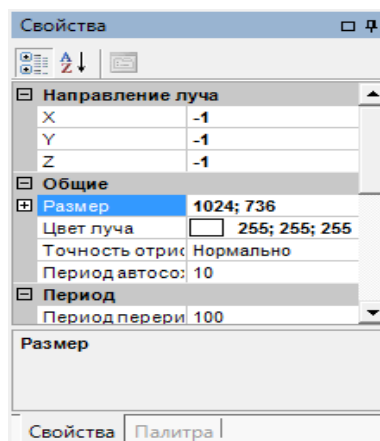 Свойства
Направление луча
X -1
Y -1
Z -1
Общие
Размер 1024; 736
Цвет луча 255; 255; 255
Точность отрис Нормально
Период автосо: 10
Период
Период перери 100
Размер
Свойства Палитра